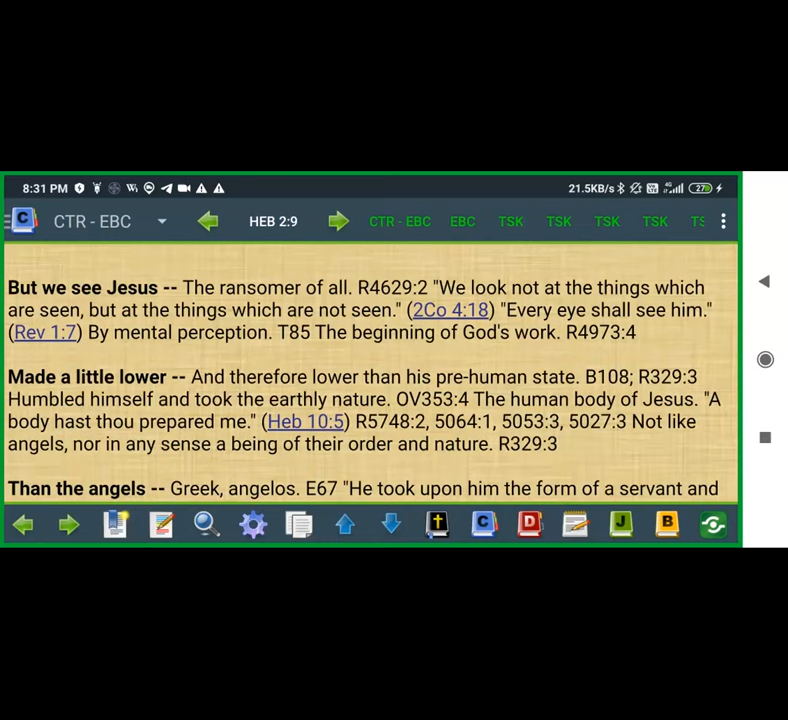 8:31 PM 21.5KB/s 27
CTR - EBC HEB 2:9 CTR - EBC EBC TSK TSK TSK TSK TS
But we see Jesus -- The ransomer of all. R4629:2 "We look not at the things which
are seen, but at the things which are not seen." (2Co 4:18) "Every eye shall see him."
(Rev 1:7) By mental perception. T85 The beginning of God's work. R4973:4
Made a little lower -- And therefore lower than his pre-human state. B108; R329:3
Humbled himself and took the earthly nature. OV353:4 The human body of Jesus. "A
body hast thou prepared me." (Heb 10:5) R5748:2, 5064:1, 5053:3, 5027:3 Not like
angels, nor in any sense a being of their order and nature. R329:3
Than the angels -- Greek, angelos. E67 "He took upon him the form of a servant and
C D J B